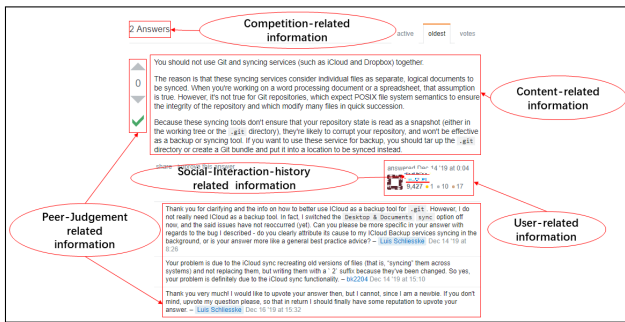 Competition-related
information
2 Answers
active oldest votes
You should not use Git and syncing services (such as iCloud and Dropbox) together.
0
The reason is that these syncing services consider individual files as separate, logical documents to
be synced. When you're working on a word processing document or a spreadsheet, that assumption
is true. However, it's not true for Git repositories, which expect POSIX file system semantics to ensure
the integrity of the repository and which modify many files in quick succession.
Content-related
information
Because these syncing tools don't ensure that your repository state is read as a snapshot (either in
the working tree or the .git directory), they're likely to corrupt your repository, and won't be effective
as a backup or syncing tool. If you want to use these service for backup, you should tar up the .git
directory or create a Git bundle and put it into a location to be synced instead.
share improve this answer
answered Dec 14 '19 at 0:04
Social-Interaction-history
related information
9,427 1 10 17
Peer-Judgement
related
information
User-related
information
Thank you for clarifying and the info on how to better use iCloud as a backup tool for .git. However, I do
not really need iCloud as a backup tool. In fact, I switched the Desktop & Documents sync option off
now, and the said issues have not reoccurred (yet). Can you please be more specific in your answer with
regards to the bug I described - do you clearly attribute its cause to my iCloud Backup services syncing in the
background, or is your answer more like a general best practice advice? – Luis Schliesske Dec 14 '19 at
8:26
Your problem is due to the iCloud sync recreating old versions of files (that is, "syncing" them across
systems) and not replacing them, but writing them with a ` 2` suffix because they've been changed. So yes,
your problem is definitely due to the iCloud sync functionality. – bk2204 Dec 14 '19 at 15:10
Thank you very much! I would like to upvote your answer then, but I cannot, since I am a newbie. If you don't
mind, upvote my question please, so that in return I should finally have some reputation to upvote your
answer. – Luis Schliesske Dec 16 '19 at 15:32